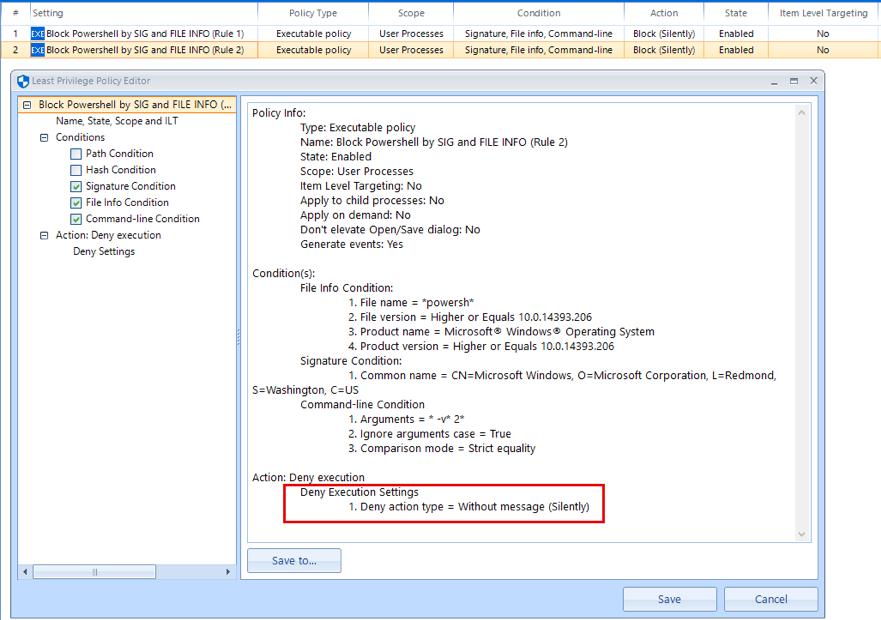 # Setting Policy Type Scope Condition Action State Item Level Targeting
1 EXE Block Powershell by SIG and FILE INFO (Rule 1) Executable policy User Processes Signature, File info, Command-line Block (Silently) Enabled No
2 EXE Block Powershell by SIG and FILE INFO (Rule 2) Executable policy User Processes Signature, File info, Command-line Block (Silently) Enabled No
Least Privilege Policy Editor
Block Powershell by SIG and FILE INFO (...
Name, State, Scope and ILT
Conditions
Path Condition
Hash Condition
Signature Condition
File Info Condition
Command-line Condition
Action: Deny execution
Deny Settings
Policy Info:
Type: Executable policy
Name: Block Powershell by SIG and FILE INFO (Rule 2)
State: Enabled
Scope: User Processes
Item Level Targeting: No
Apply to child processes: No
Apply on demand: No
Don't elevate Open/Save dialog: No
Generate events: Yes
Condition(s):
File Info Condition:
1. File name = *powersh*
2. File version = Higher or Equals 10.0.14393.206
3. Product name = Microsoft® Windows® Operating System
4. Product version = Higher or Equals 10.0.14393.206
Signature Condition:
1. Common name = CN=Microsoft Windows, O=Microsoft Corporation, L=Redmond,
S=Washington, C=US
Command-line Condition
1. Arguments = * -v* 2*
2. Ignore arguments case = True
3. Comparison mode = Strict equality
Action: Deny execution
Deny Execution Settings
1. Deny action type = Without message (Silently)
Save to...
Save Cancel